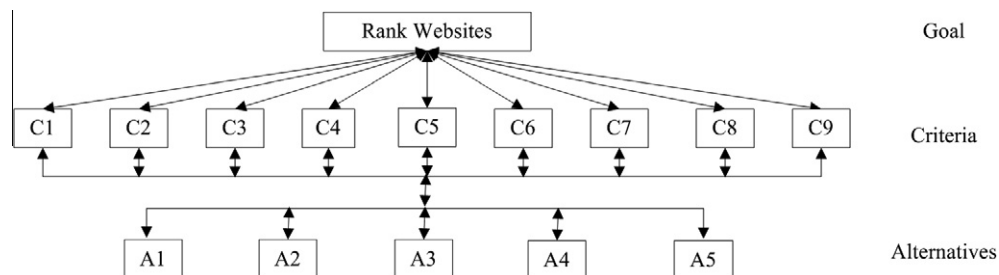 Rank Websites
Goal
C1 C2 C3 C4 C5 C6 C7 C8 C9
Criteria
A1 A2 A3 A4 A5
Alternatives